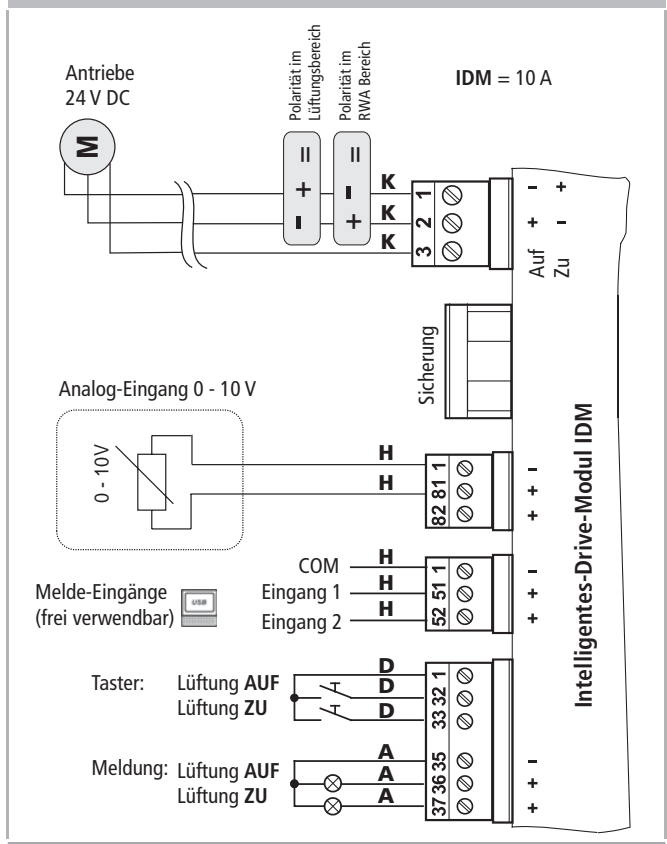 Antriebe
24 V DC
M
Polarität im
Lüftungsbereich
Polarität im
RWA Bereich
IDM = 10 A
= =
+ -
- +
K 1 - +
K 2 + -
K 3
Auf
Zu
Sicherung
Analog-Eingang 0 - 10 V
0 - 10V
H 1 -
H 81 +
82 +
Melde-Eingänge
(frei verwendbar)
USB
COM H 1 -
Eingang 1 H 51 +
Eingang 2 H 52 +
Taster: Lüftung AUF
Lüftung ZU
D 1
D 32
D 33
Meldung: Lüftung AUF
Lüftung ZU
A 35 -
A 36 +
A 37 +
Intelligentes-Drive-Modul IDM